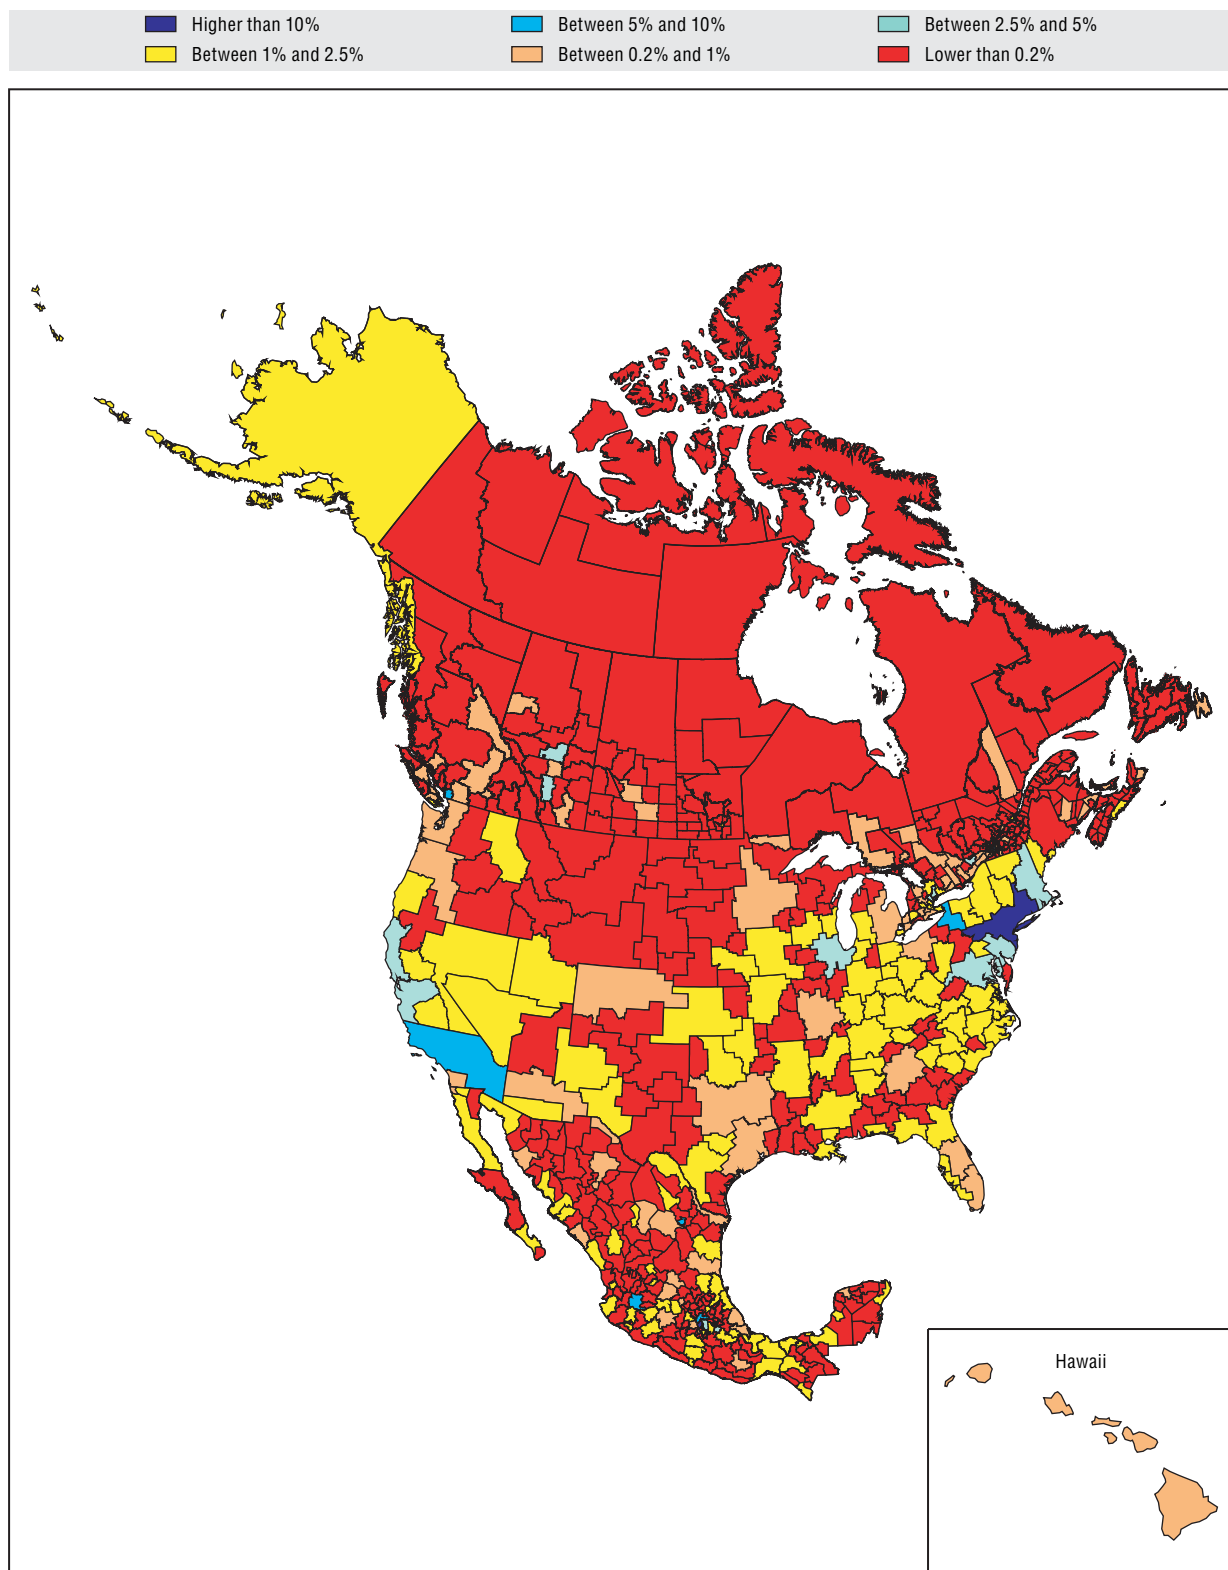 Higher than 10% Between 5% and 10% Between 2.5% and 5%
Between 1% and 2.5% Between 0.2% and 1% Lower than 0.2%
Hawaii